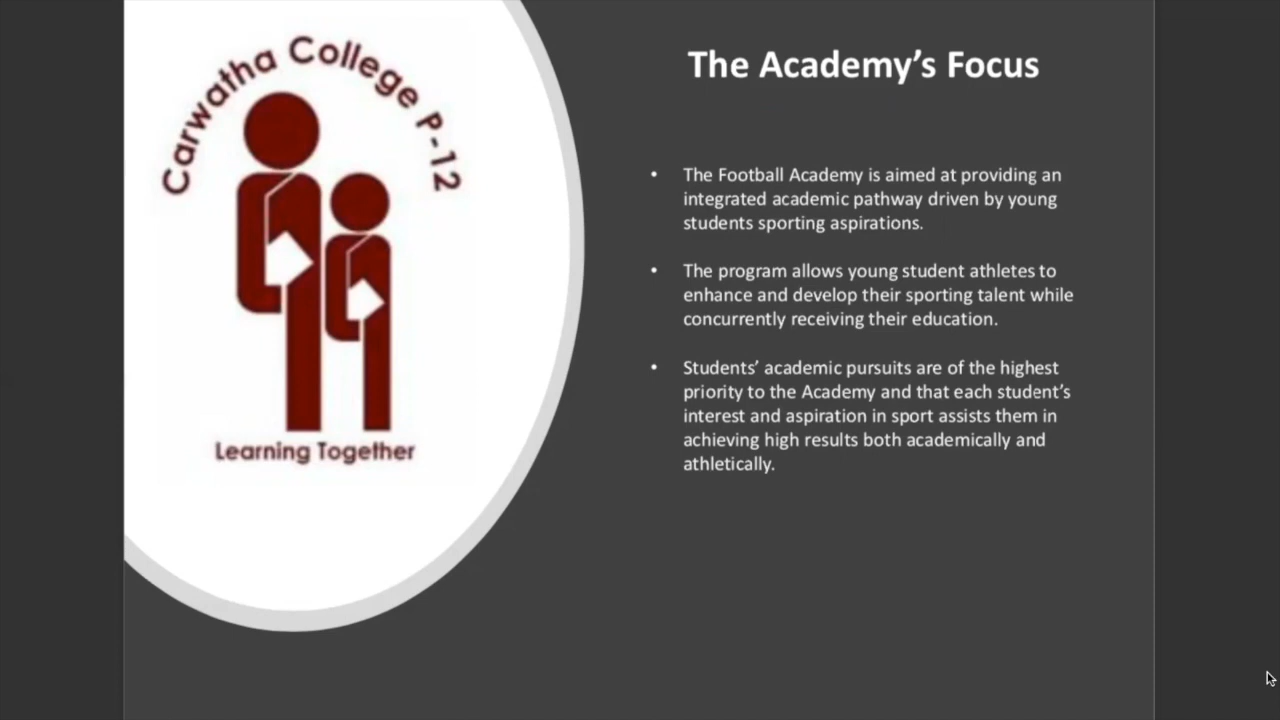 Carwatha College P-12
Learning Together
The Academy’s Focus
• The Football Academy is aimed at providing an
integrated academic pathway driven by young
students sporting aspirations.
• The program allows young student athletes to
enhance and develop their sporting talent while
concurrently receiving their education.
• Students’ academic pursuits are of the highest
priority to the Academy and that each student’s
interest and aspiration in sport assists them in
achieving high results both academically and
athletically.